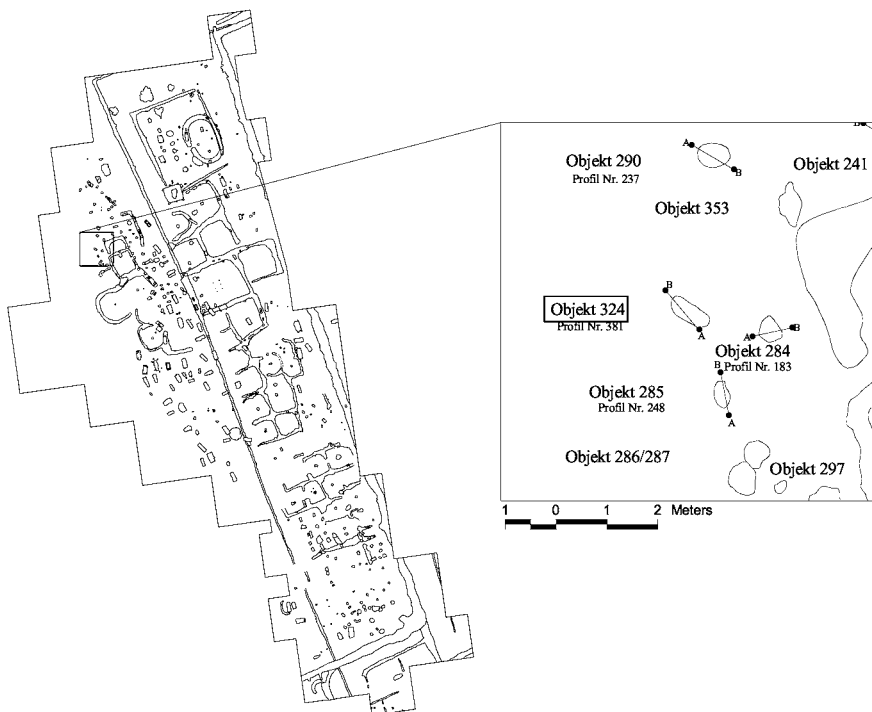 B
A
Objekt 290
Objekt 241
B
Profil Nr. 237
Objekt 353
B
Objekt 324
Profil Nr. 381
A
A
B
Objekt 284
Profil Nr. 183
B
Objekt 285
Profil Nr. 248
A
Objekt 286/287
Objekt 297
1 0 1 2 Meters